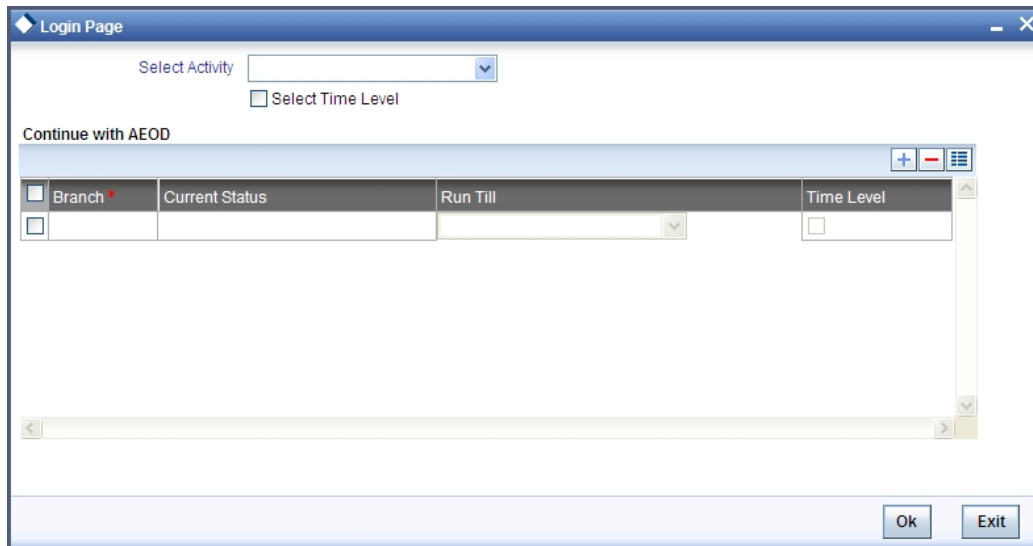 Login Page
Select Activity
Select Time Level
Continue with AEOD
Branch * Current Status Run Till Time Level
Ok Exit